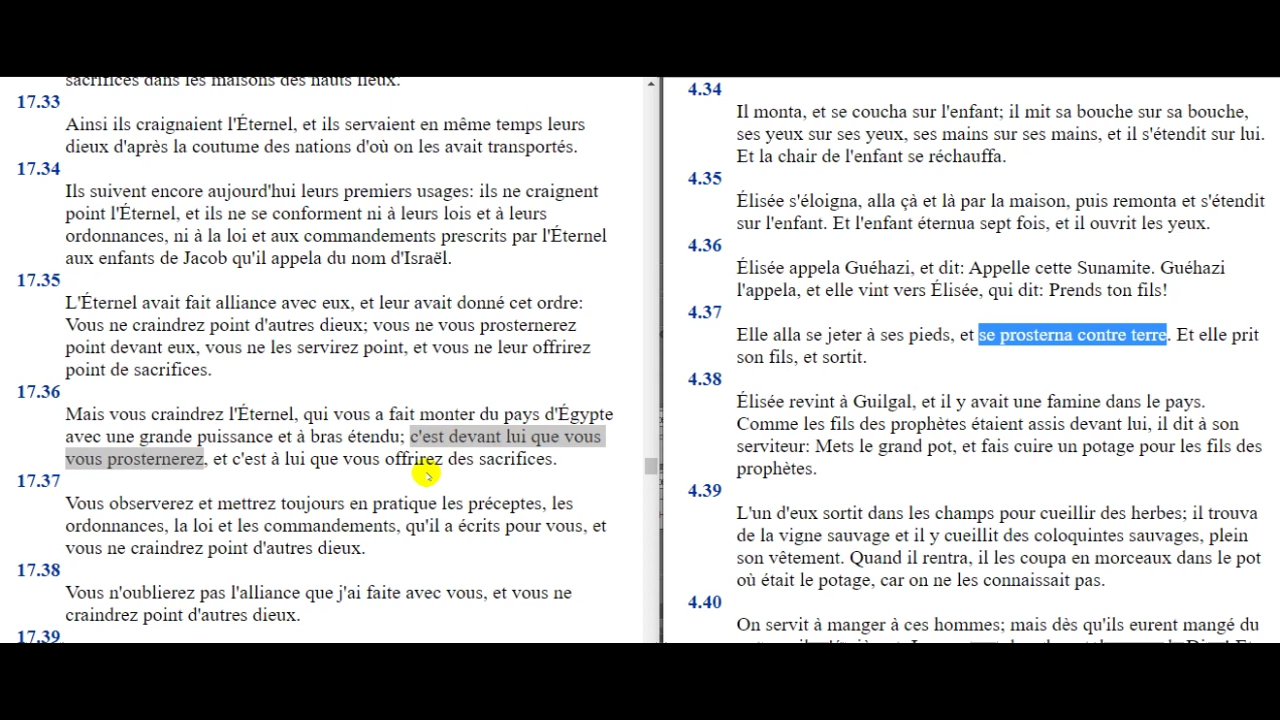 sacrifices dans les maisons des hauts lieux.
17.33
Ainsi ils craignaient l'Éternel, et ils servaient en même temps leurs
dieux d'après la coutume des nations d'où on les avait transportés.
17.34
Ils suivent encore aujourd'hui leurs premiers usages: ils ne craignent
point l'Éternel, et ils ne se conforment ni à leurs lois et à leurs
ordonnances, ni à la loi et aux commandements prescrits par l'Éternel
aux enfants de Jacob qu'il appela du nom d'Israël.
17.35
L'Éternel avait fait alliance avec eux, et leur avait donné cet ordre:
Vous ne craindrez point d'autres dieux; vous ne vous prosternerez
point devant eux, vous ne les servirez point, et vous ne leur offrirez
point de sacrifices.
17.36
Mais vous craindrez l'Éternel, qui vous a fait monter du pays d'Égypte
avec une grande puissance et à bras étendu; c'est devant lui que vous
vous prosternerez, et c'est à lui que vous offrirez des sacrifices.
17.37
Vous observerez et mettrez toujours en pratique les préceptes, les
ordonnances, la loi et les commandements, qu'il a écrits pour vous, et
vous ne craindrez point d'autres dieux.
17.38
Vous n'oublierez pas l'alliance que j'ai faite avec vous, et vous ne
craindrez point d'autres dieux.
17.39
4.34
Il monta, et se coucha sur l'enfant; il mit sa bouche sur sa bouche,
ses yeux sur ses yeux, ses mains sur ses mains, et il s'étendit sur lui.
Et la chair de l'enfant se réchauffa.
4.35
Élisée s'éloigna, alla çà et là par la maison, puis remonta et s'étendit
sur l'enfant. Et l'enfant éternua sept fois, et il ouvrit les yeux.
4.36
Élisée appela Guéhazi, et dit: Appelle cette Sunamite. Guéhazi
l'appela, et elle vint vers Élisée, qui dit: Prends ton fils!
4.37
Elle alla se jeter à ses pieds, et se prosterna contre terre. Et elle prit
son fils, et sortit.
4.38
Élisée revint à Guilgal, et il y avait une famine dans le pays.
Comme les fils des prophètes étaient assis devant lui, il dit à son
serviteur: Mets le grand pot, et fais cuire un potage pour les fils des
prophètes.
4.39
L'un d'eux sortit dans les champs pour cueillir des herbes; il trouva
de la vigne sauvage et il y cueillit des coloquintes sauvages, plein
son vêtement. Quand il rentra, il les coupa en morceaux dans le pot
où était le potage, car on ne les connaissait pas.
4.40
On servit à manger à ces hommes; mais dès qu'ils eurent mangé du